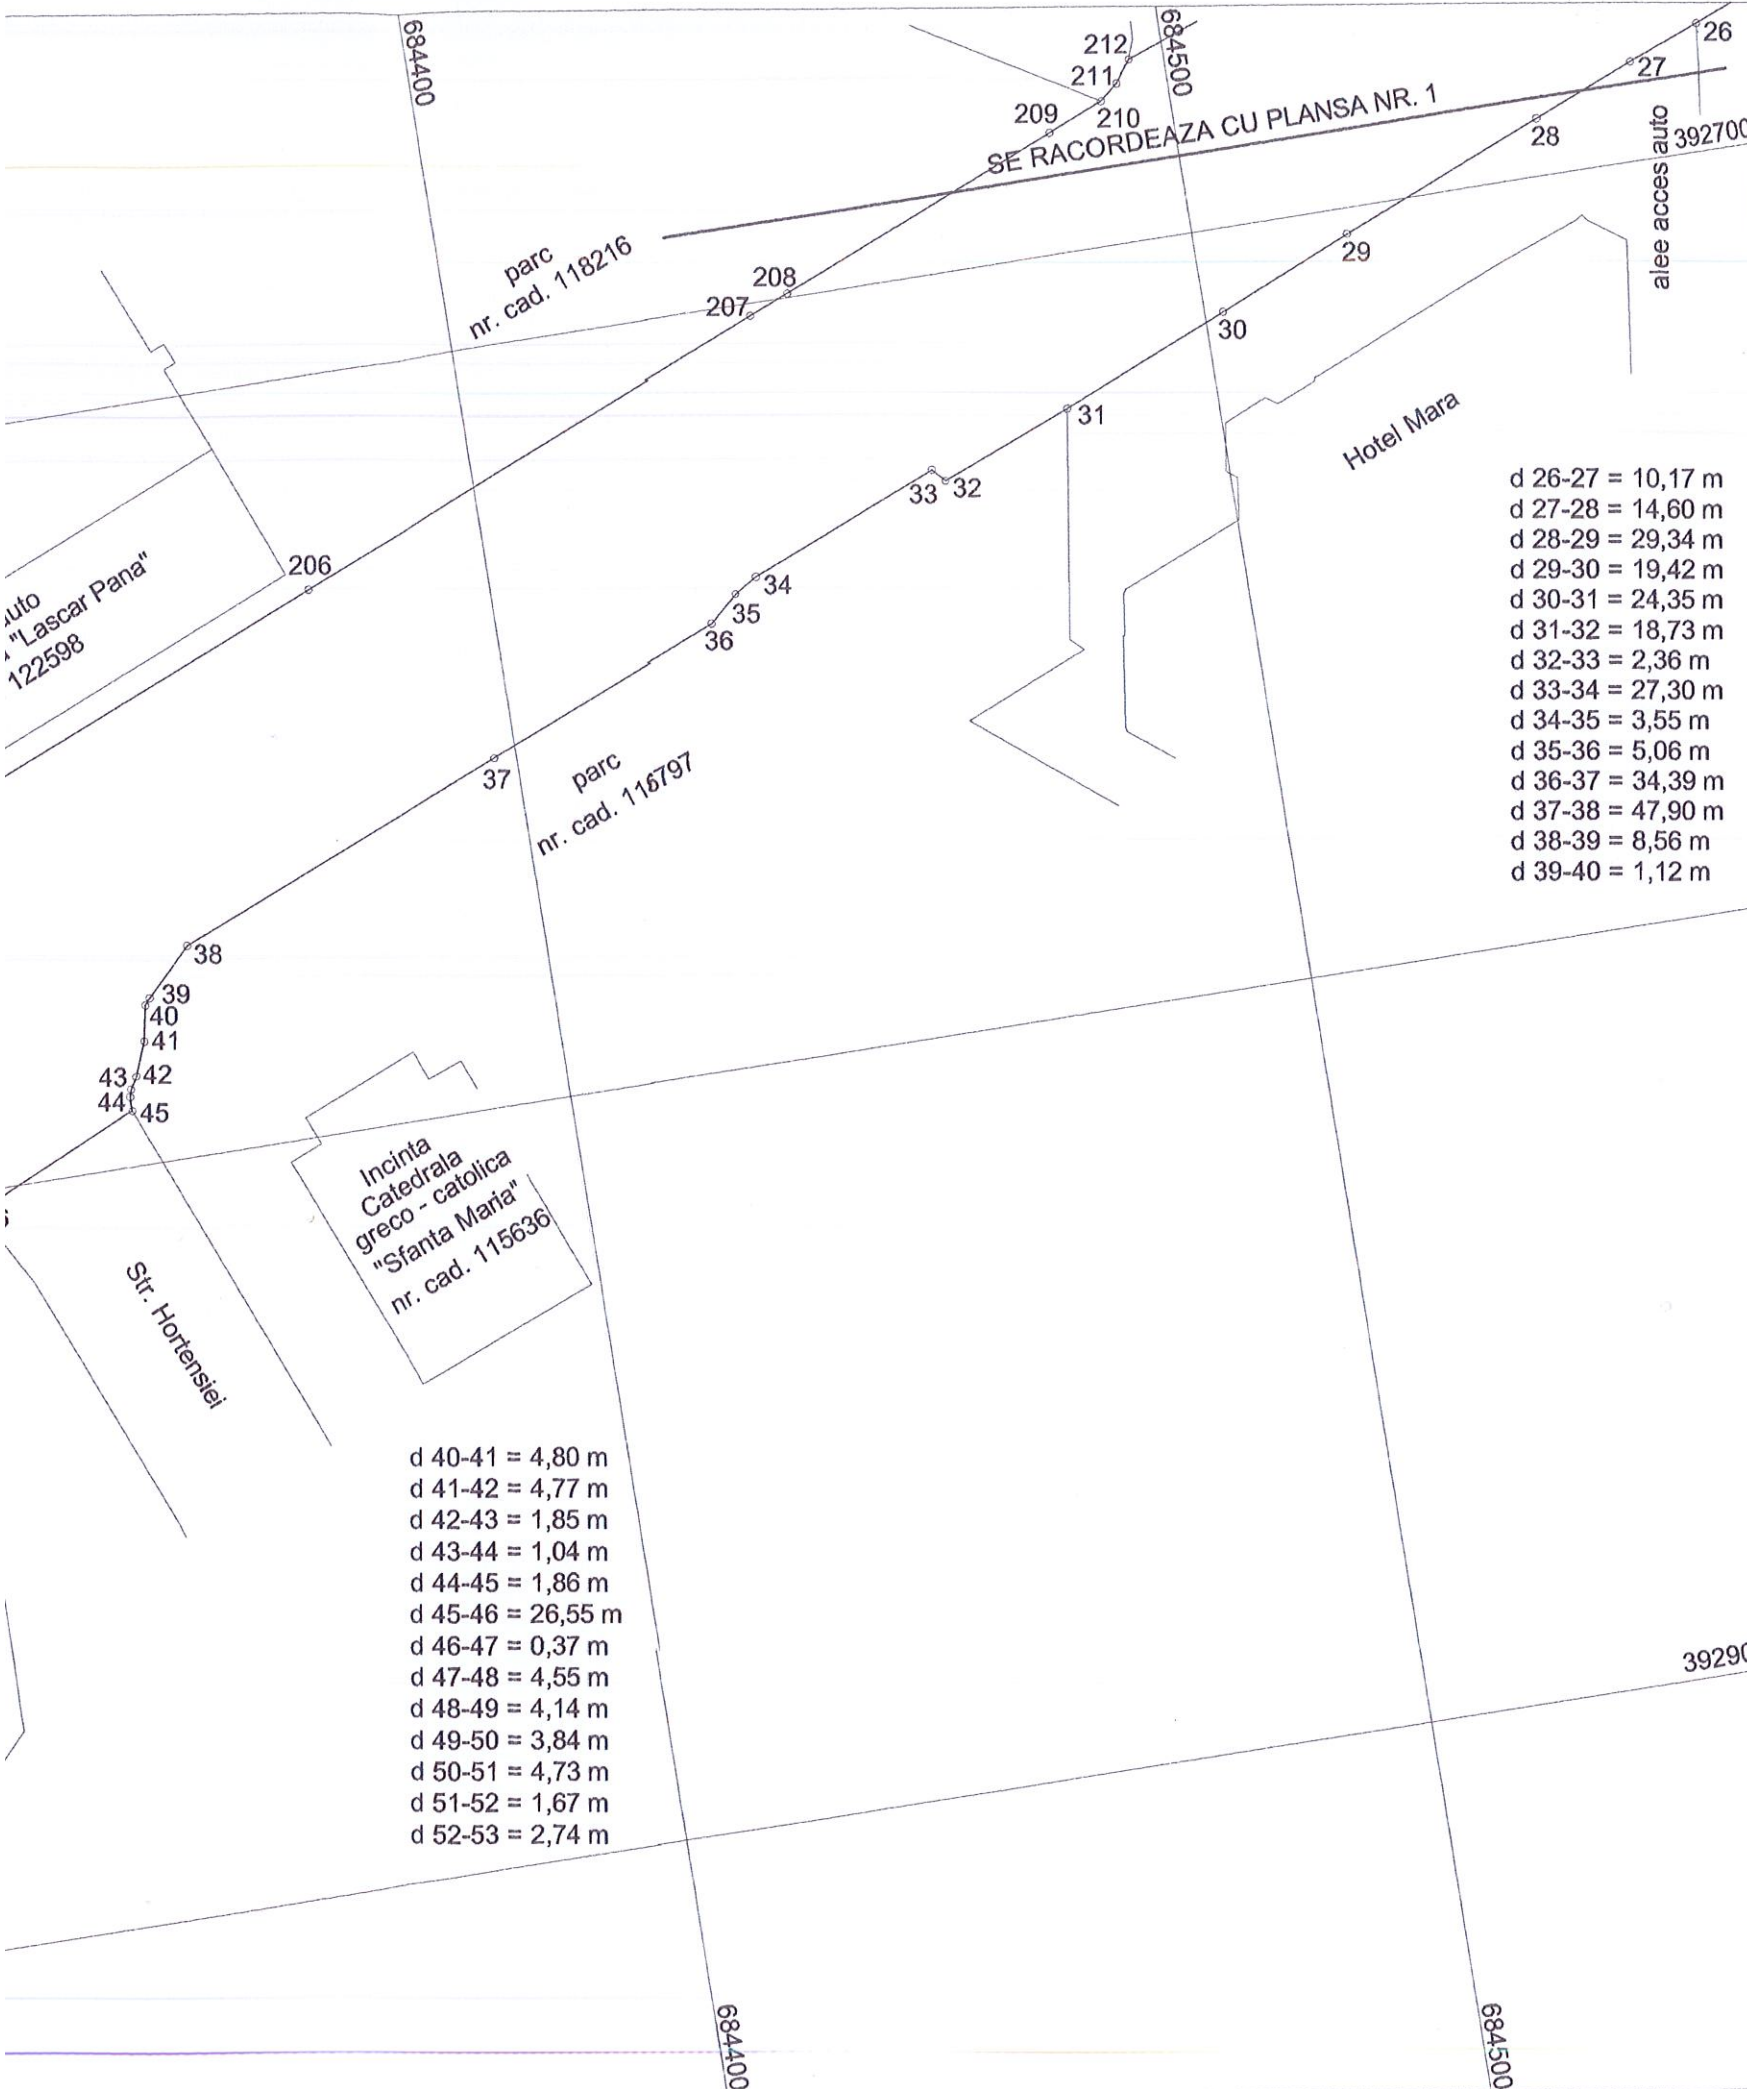 684400
684500
26
27
28
29
30
31
32
33
34
35
36
37
38
39
40
41
42
43
44
45
212
211
210
209
208
207
206
SE RACORDEAZA CU PLANSA NR. 1
392700
alee acces auto
parc
nr. cad. 118216
Hotel Mara
"Lascar Pana"
122598
parc
nr. cad. 116797
d 26-27 = 10,17 m
d 27-28 = 14,60 m
d 28-29 = 29,34 m
d 29-30 = 19,42 m
d 30-31 = 24,35 m
d 31-32 = 18,73 m
d 32-33 = 2,36 m
d 33-34 = 27,30 m
d 34-35 = 3,55 m
d 35-36 = 5,06 m
d 36-37 = 34,39 m
d 37-38 = 47,90 m
d 38-39 = 8,56 m
d 39-40 = 1,12 m
Incinta
Catedrala
greco - catolica
"Sfanta Maria"
nr. cad. 115636
Str. Hortensiei
d 40-41 = 4,80 m
d 41-42 = 4,77 m
d 42-43 = 1,85 m
d 43-44 = 1,04 m
d 44-45 = 1,86 m
d 45-46 = 26,55 m
d 46-47 = 0,37 m
d 47-48 = 4,55 m
d 48-49 = 4,14 m
d 49-50 = 3,84 m
d 50-51 = 4,73 m
d 51-52 = 1,67 m
d 52-53 = 2,74 m
39290
684400
684500